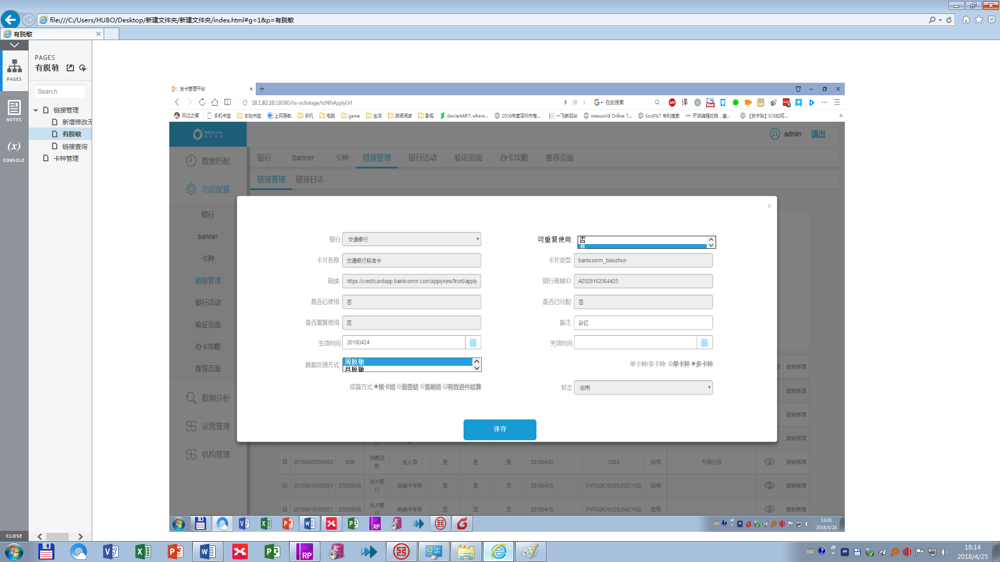 file:///C:/Users/HUBO/Desktop/新建文件夹/新建文件夹/index.html#g=1&p=有脱敏
有脱敏
PAGES
有脱敏
PAGES
Search
NOTES
CONSOLE
链接管理
新增修改无
有脱敏
链接查询
卡种管理
CLOSE
发卡管理平台
10.1.82.10:18080/hx-ocbstage/toNfsApplyUrl
在此搜索
风过之痕 手机书签 本地书签 上网导航 手机 电脑 game 生活 英语阅读 影视 deviantART: where... 2016年度深圳市高... 一飞新后台 oneworld Online T... SooPAT 专利搜索 开启满程优悦，遍... 【技术贴】IOS如何...
iBOXPAY
盒子支付
admin 退出
数据匹配
功能配置
银行
banner
卡种
链接管理
银行活动
验证页面
办卡攻略
推荐页面
数据分析
运营管理
机构管理
银行 banner 卡种 链接管理 银行活动 验证页面 办卡攻略 推荐页面
链接管理 链接日志
x
银行: 交通银行
可重复使用: 否
卡片名称: 交通银行标准卡
卡片类型: bankcomm_biaozhun
链接: https://creditcardapp.bankcomm.com/applynew/front/apply
银行链接ID: A0328162364423
是否已使用: 否
是否已分配: 否
是否重复使用: 否
备注: 彩亿
生效时间: 20180424
失效时间:
数据反馈方式: 周脱敏
月脱敏
单卡种/多卡种: 单卡种 多卡种
结算方式: 核卡结 面签结 首刷结 有效进件结算
状态: 启用
保存
复制新增
复制新增
复制新增
复制新增
20180420094903 xfdk 消费贷款 宜人贷 是 是 是 20180420 3084 启用 引导注册 复制新增
20180419103821 03030000 光大银行 高端卡专享 是 是 否 20180419 FHTG067632SJ52CYGD 启用 复制新增
20180419103821 03030000 光大银行 高端卡专享 否 否 否 20180419 FHTG067632SJ56CYGD 启用 复制新增
13:36
2018/4/24
18:14
2018/4/25